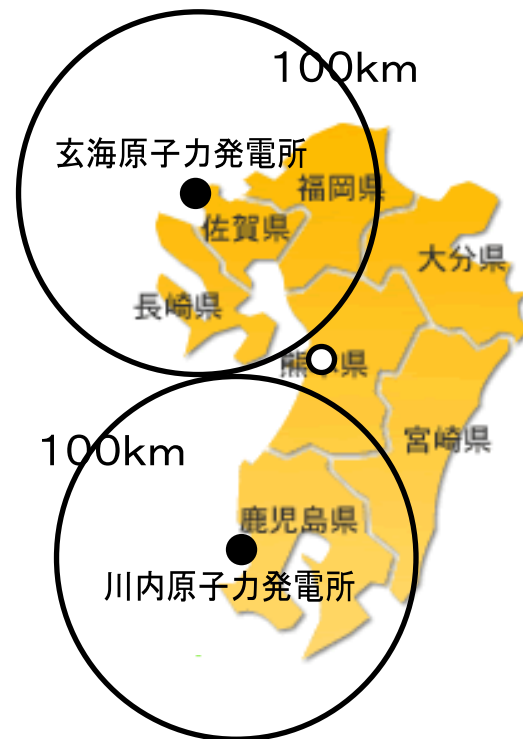 100km
玄海原子力発電所
福岡県
佐賀県
大分県
長崎県
熊本県
宮崎県
100km
鹿児島県
川内原子力発電所